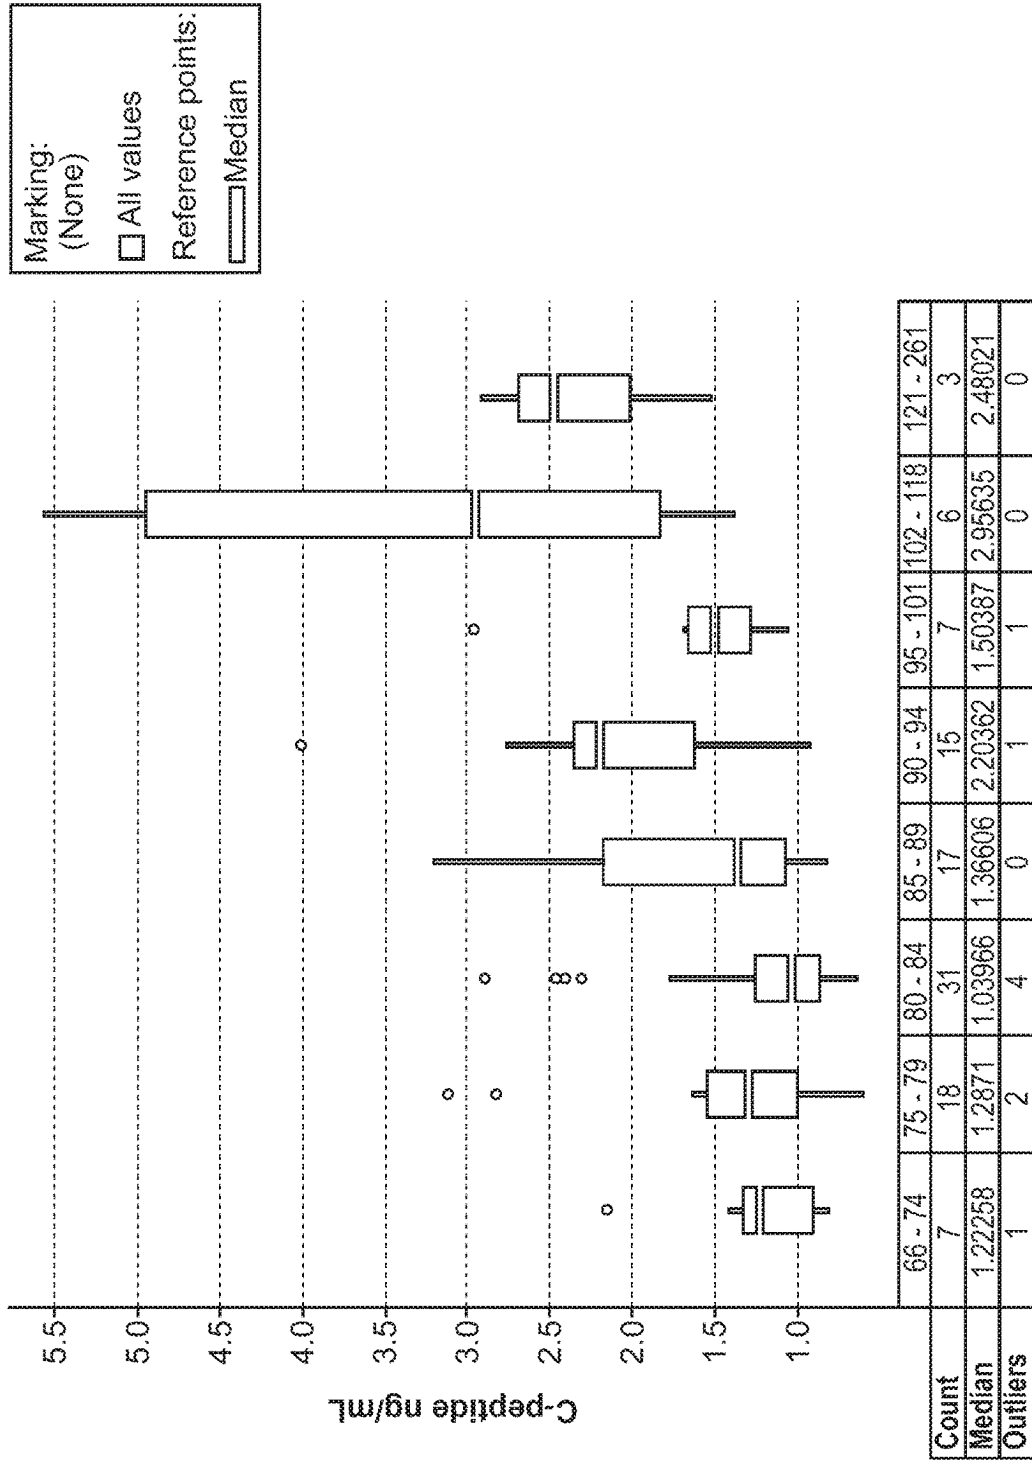 Marking:
(None)
All values
Reference points:
Median
C-peptide ng/mL
5.5
5.0
4.5
4.0
3.5
3.0
2.5
2.0
1.5
1.0
66 - 74 75 - 79 80 - 84 85 - 89 90 - 94 95 - 101 102 - 118 121 - 261
Count 7 18 31 17 15 7 6 3
Median 1.22258 1.2871 1.03966 1.36606 2.20362 1.50387 2.95635 2.48021
Outliers 1 2 4 0 1 1 0 0